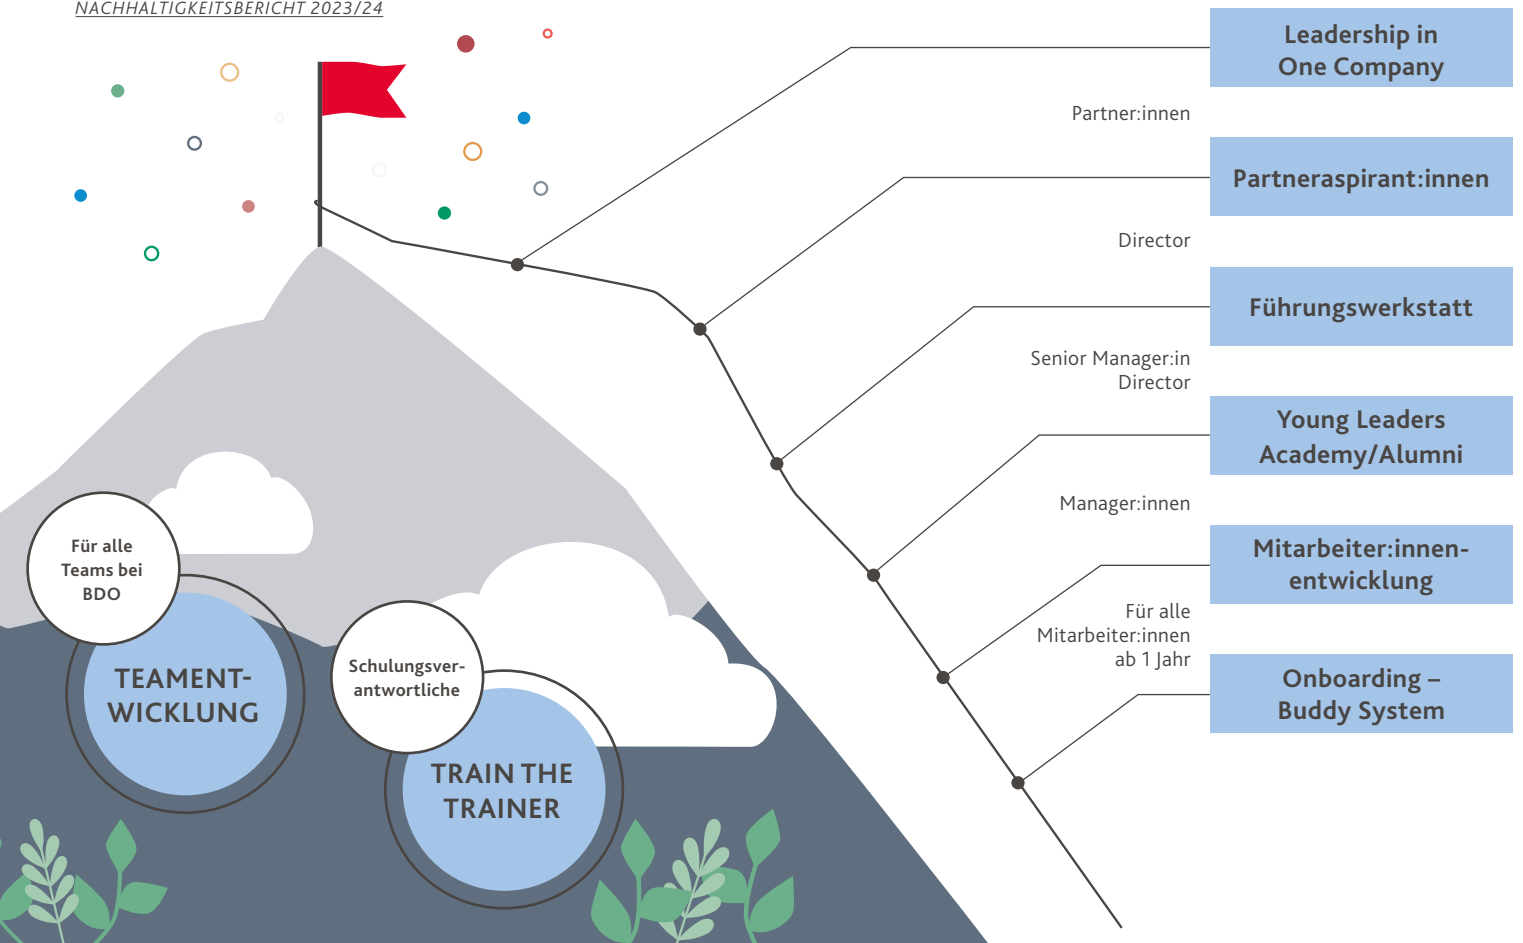 NACHHALTIGKEITSBERICHT 2023/24
Leadership in
One Company
Partner:innen
Partneraspirant:innen
Director
Führungswerkstatt
Senior Manager:in
Director
Young Leaders
Academy/Alumni
Manager:innen
Mitarbeiter:innen-
entwicklung
Für alle
Mitarbeiter:innen
ab 1 Jahr
Onboarding –
Buddy System
Für alle
Teams bei
BDO
TEAMENT-
WICKLUNG
Schulungsver-
antwortliche
TRAIN THE
TRAINER